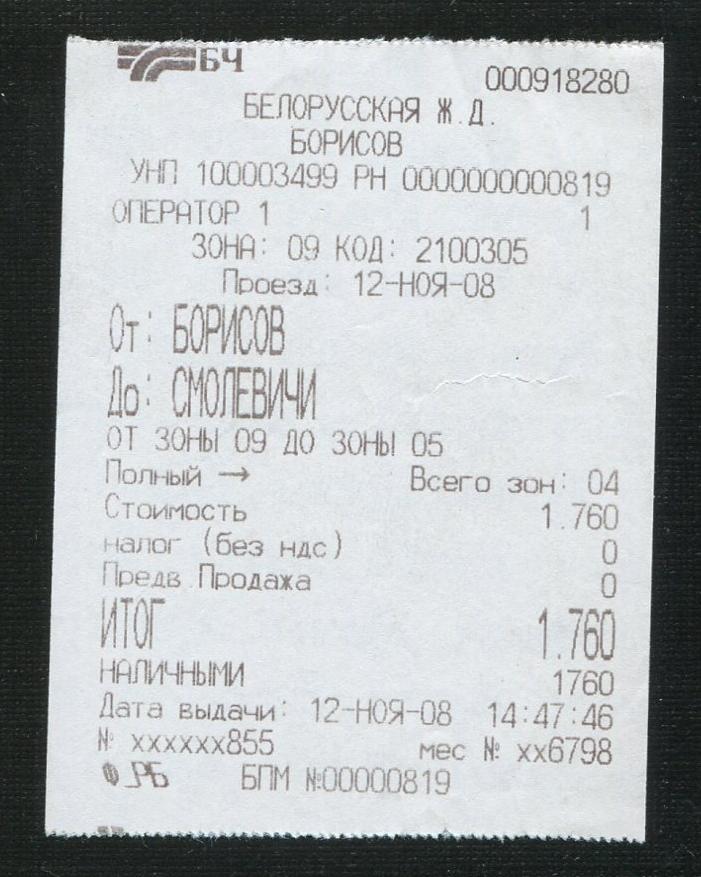 БЧ
000918280
БЕЛОРУССКАЯ Ж.Д.
БОРИСОВ
УНП 100003499 РН 0000000000819
ОПЕРАТОР 1 1
ЗОНА: 09 КОД: 2100305
Проезд: 12-НОЯ-08
От: БОРИСОВ
До: СМОЛЕВИЧИ
ОТ ЗОНЫ 09 ДО ЗОНЫ 05
Полный → Всего зон: 04
Стоимость 1.760
налог (без ндс) 0
Предв.Продажа 0
ИТОГ 1.760
НАЛИЧНЫМИ 1760
Дата выдачи: 12-НОЯ-08 14:47:46
№ xxxxxx855 мес № xx6798
РБ БПМ №00000819